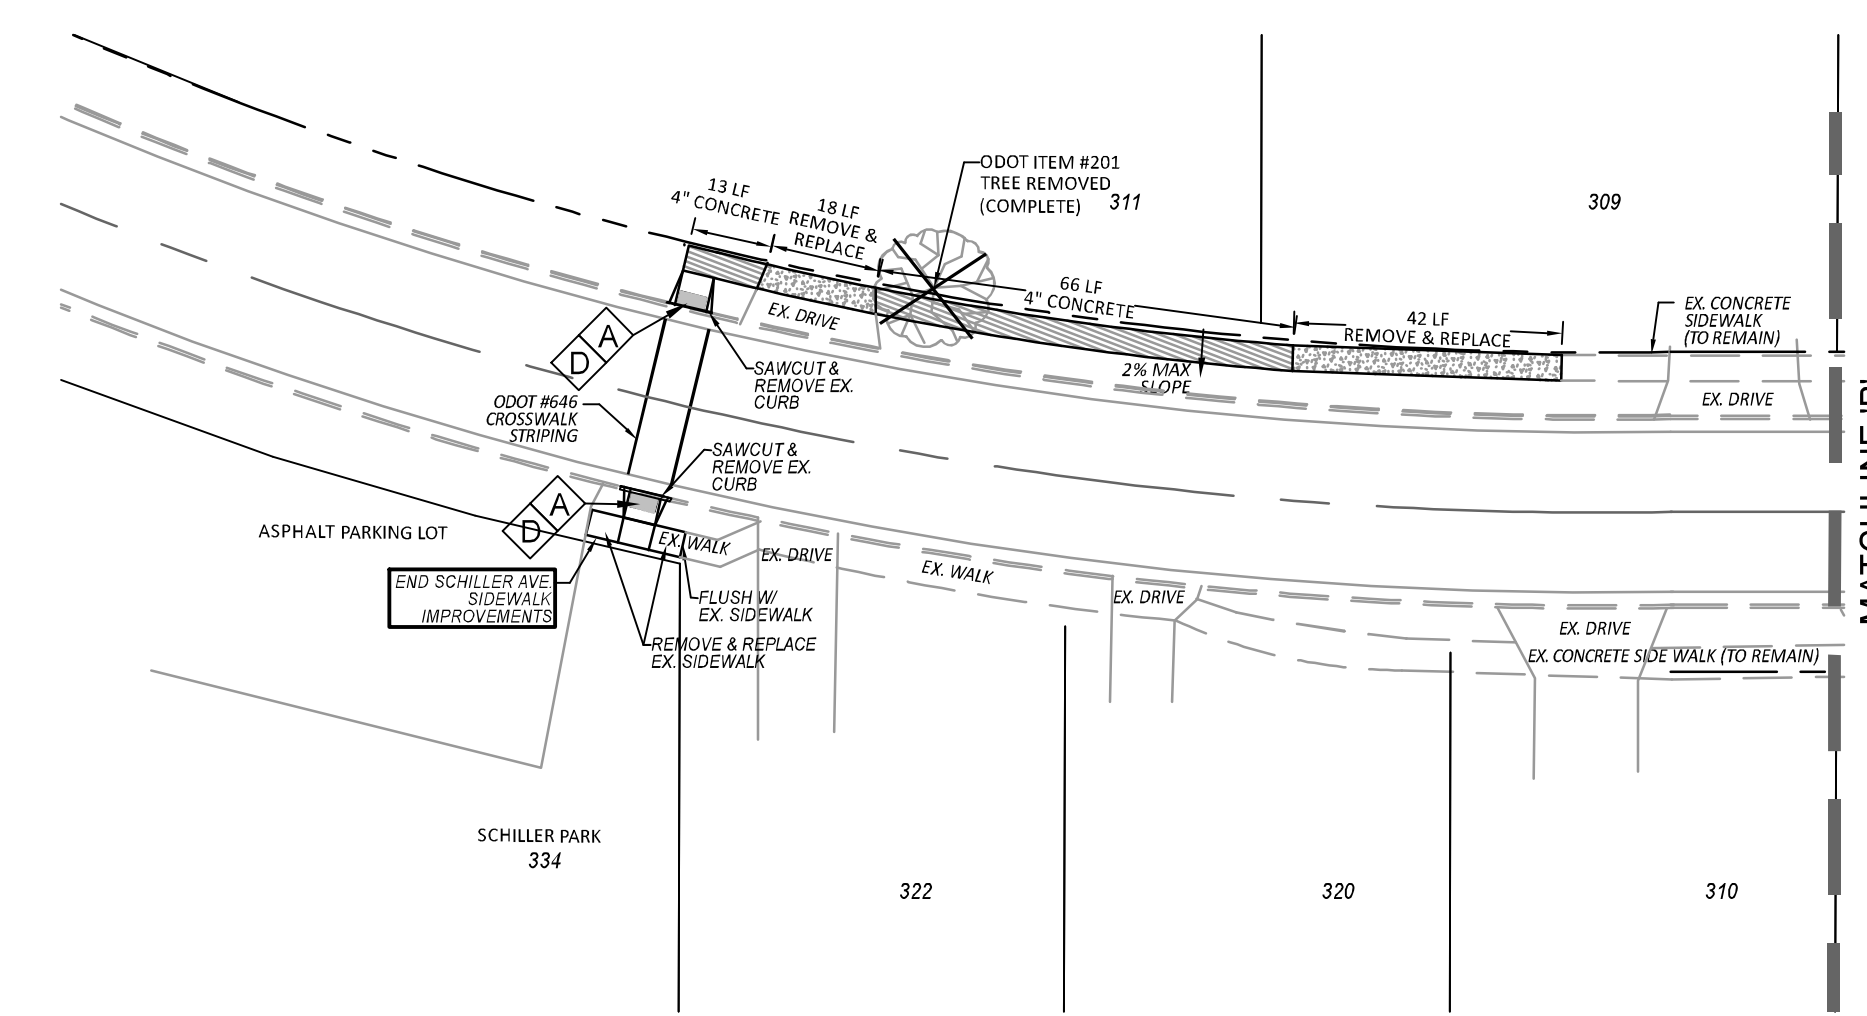 ODOT ITEM #201
TREE REMOVED
(COMPLETE)
311
309
13 LF
4" CONCRETE
18 LF
REMOVE &
REPLACE
66 LF
4" CONCRETE
42 LF
REMOVE & REPLACE
EX. CONCRETE
SIDEWALK
(TO REMAIN)
EX. DRIVE
2% MAX
SLOPE
EX. DRIVE
A
D
SAWCUT &
REMOVE EX.
CURB
ODOT #646
CROSSWALK
STRIPING
SAWCUT &
REMOVE EX.
CURB
A
D
ASPHALT PARKING LOT
EX. WALK
EX. DRIVE
EX. WALK
EX. DRIVE
END SCHILLER AVE.
SIDEWALK
IMPROVEMENTS
FLUSH W/
EX. SIDEWALK
REMOVE & REPLACE
EX. SIDEWALK
EX. DRIVE
EX. CONCRETE SIDE WALK (TO REMAIN)
SCHILLER PARK
334
322
320
310